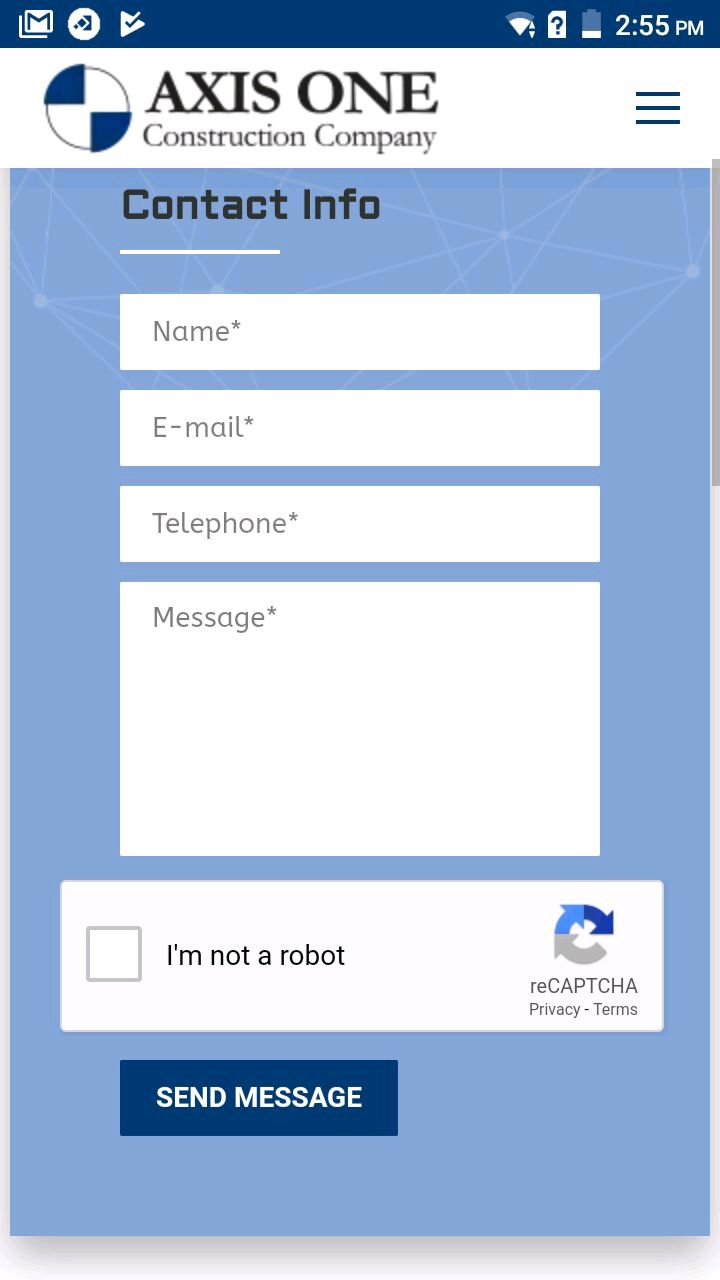 2:55 PM
AXIS ONE
Construction Company
Contact Info
Name*
E-mail*
Telephone*
Message*
I'm not a robot
reCAPTCHA
Privacy - Terms
SEND MESSAGE